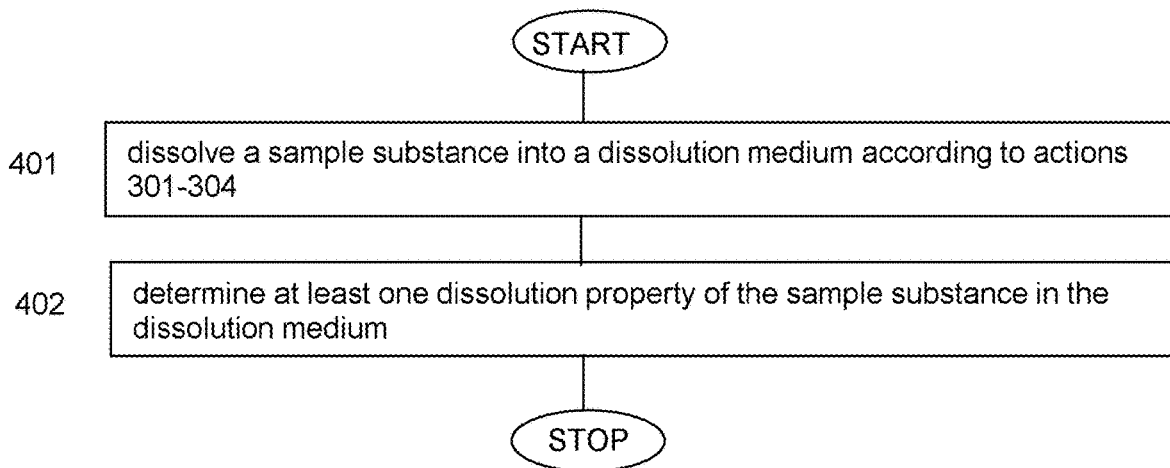 START
401
dissolve a sample substance into a dissolution medium according to actions
301-304
402
determine at least one dissolution property of the sample substance in the
dissolution medium
STOP